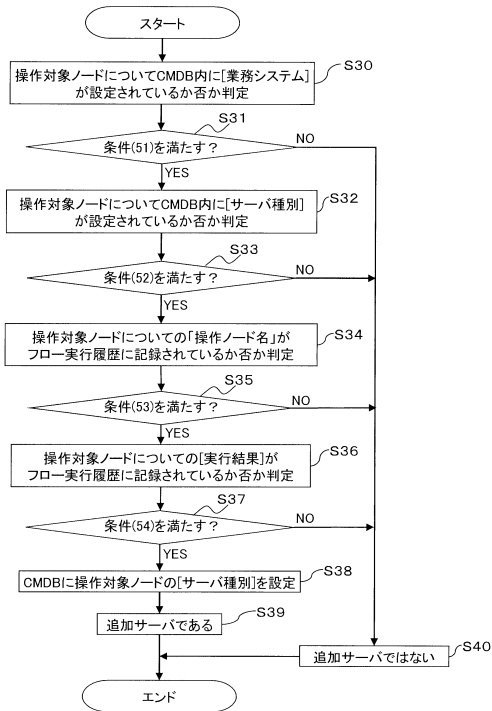 スタート
操作対象ノードについてCMDB内に[業務システム]
が設定されているか否か判定
S30
条件(51)を満たす？
S31
NO
YES
操作対象ノードについてCMDB内に[サーバ種別]
が設定されているか否か判定
S32
条件(52)を満たす？
S33
NO
YES
操作対象ノードについての「操作ノード名」が
フロー実行履歴に記録されているか否か判定
S34
条件(53)を満たす？
S35
NO
YES
操作対象ノードについての[実行結果]が
フロー実行履歴に記録されているか否か判定
S36
条件(54)を満たす？
S37
NO
YES
CMDBに操作対象ノードの[サーバ種別]を設定
S38
追加サーバである
S39
追加サーバではない
S40
エンド